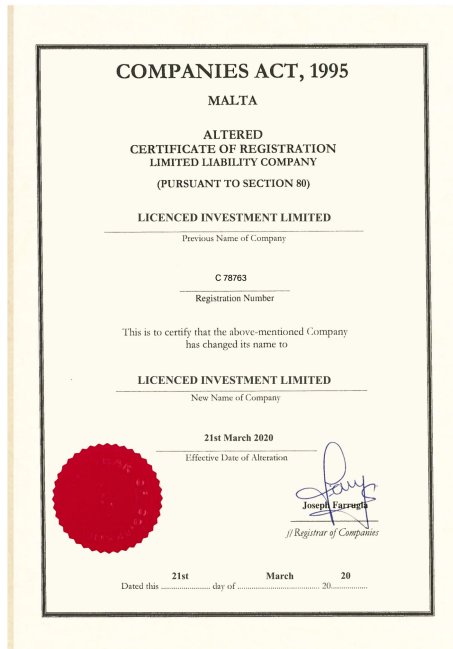 COMPANIES ACT, 1995
MALTA
ALTERED
CERTIFICATE OF REGISTRATION
LIMITED LIABILITY COMPANY
(PURSUANT TO SECTION 80)
LICENCED INVESTMENT LIMITED
Previous Name of Company
C 78763
Registration Number
This is to certify that the above-mentioned Company
has changed its name to
LICENCED INVESTMENT LIMITED
New Name of Company
21st March 2020
Effective Date of Alteration
Joseph Farrugia
// Registrar of Companies
21st March 20
Dated this ...................... day of ................................... 20................